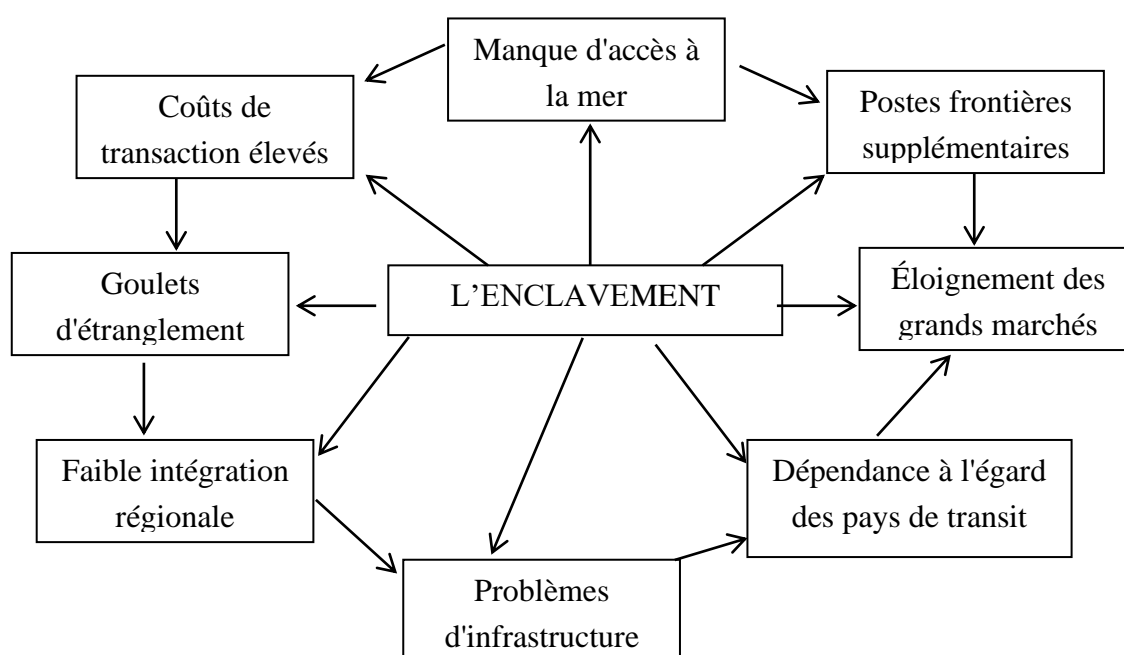 Manque d'accès à
la mer
Coûts de
transaction élevés
Postes frontières
supplémentaires
Goulets
d'étranglement
L'ENCLAVEMENT
Éloignement des
grands marchés
Faible intégration
régionale
Dépendance à l'égard
des pays de transit
Problèmes
d'infrastructure